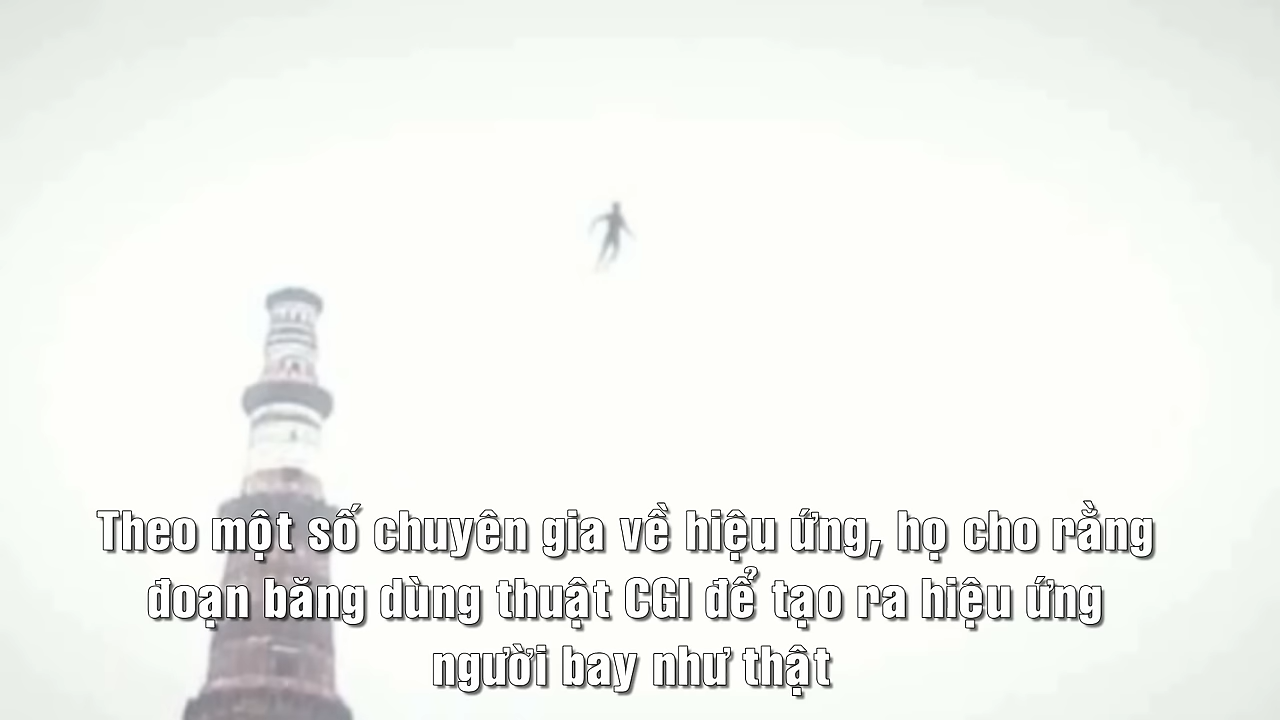 Theo một số chuyên gia về hiệu ứng, họ cho rằng
đoạn băng dùng thuật CGI để tạo ra hiệu ứng
người bay như thật